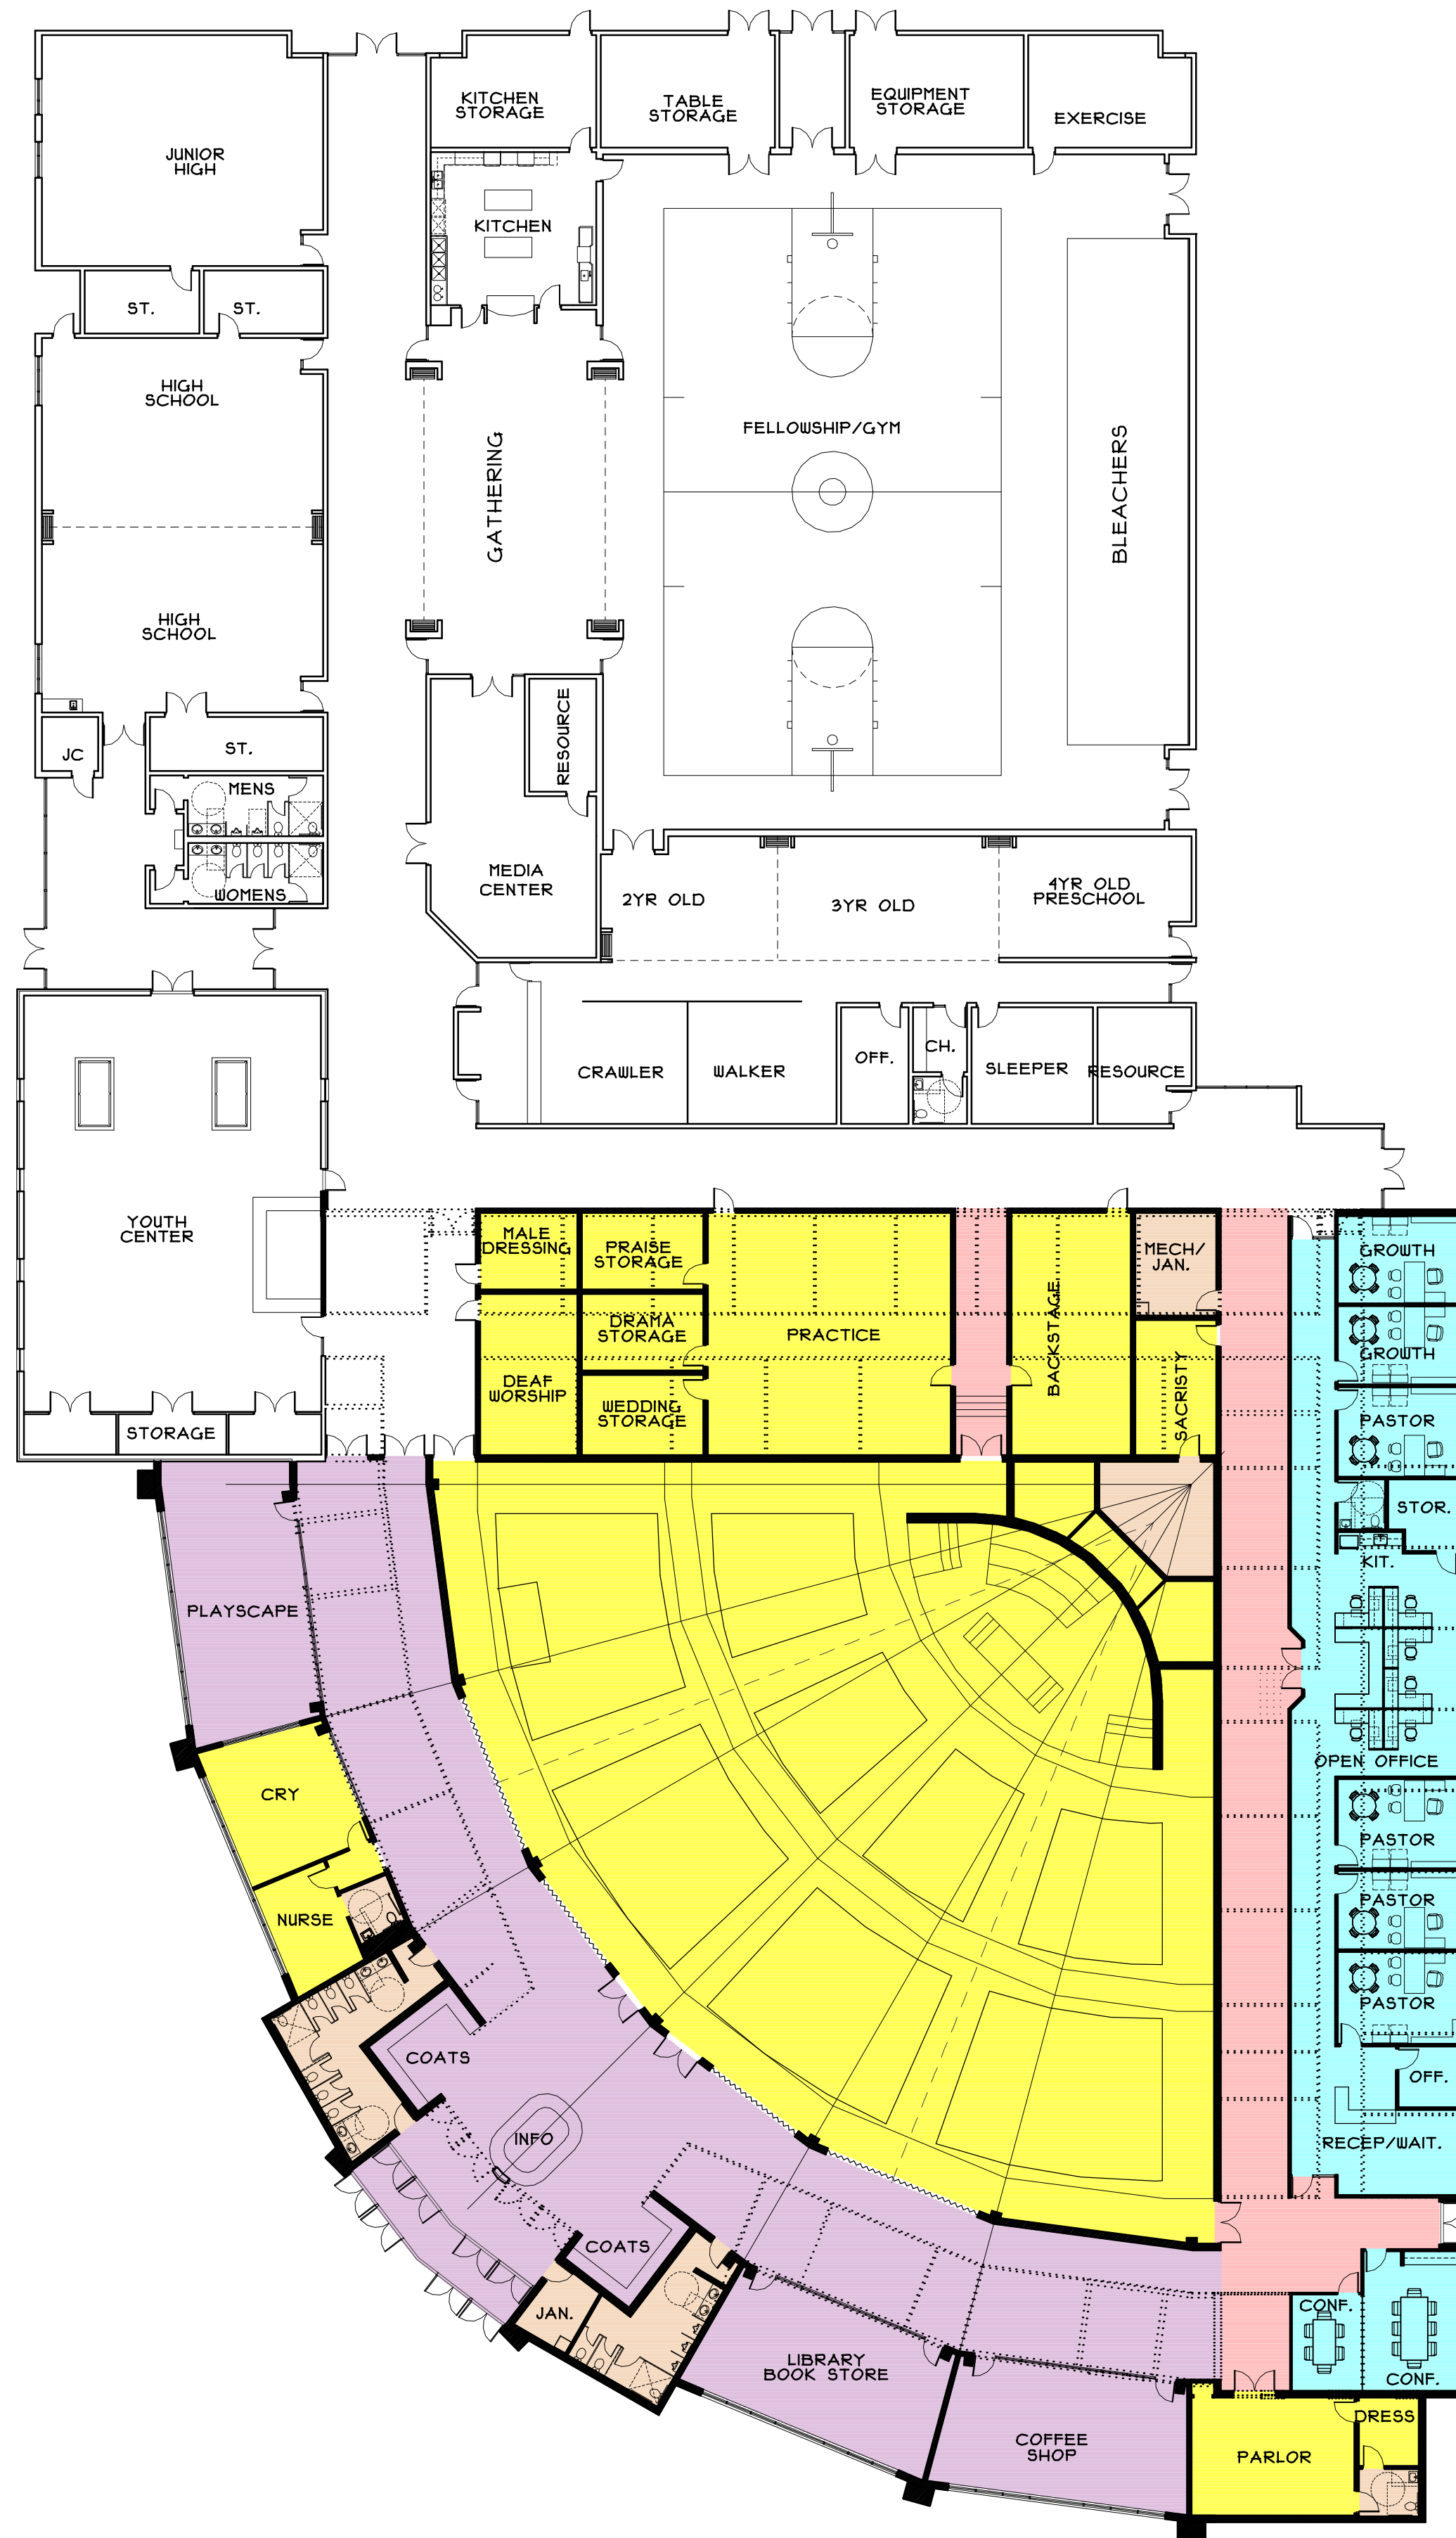 KITCHEN
STORAGE
TABLE
STORAGE
EQUIPMENT
STORAGE
EXERCISE
JUNIOR
HIGH
KITCHEN
ST.
ST.
HIGH
SCHOOL
GATHERING
FELLOWSHIP/GYM
BLEACHERS
HIGH
SCHOOL
RESOURCE
JC
ST.
MENS
WOMENS
MEDIA
CENTER
2YR OLD
3YR OLD
4YR OLD
PRESCHOOL
CRAWLER
WALKER
OFF.
CH.
SLEEPER
RESOURCE
YOUTH
CENTER
STORAGE
MALE
DRESSING
PRAISE
STORAGE
DRAMA
STORAGE
PRACTICE
BACKSTAGE
MECH/
JAN.
SACRISTY
DEAF
WORSHIP
WEDDING
STORAGE
GROWTH
GROWTH
PASTOR
STOR.
KIT.
PLAYSCAPE
OPEN OFFICE
CRY
PASTOR
NURSE
PASTOR
PASTOR
COATS
OFF.
INFO
RECEP/WAIT.
COATS
JAN.
LIBRARY
BOOK STORE
CONF.
CONF.
COFFEE
SHOP
PARLOR
DRESS